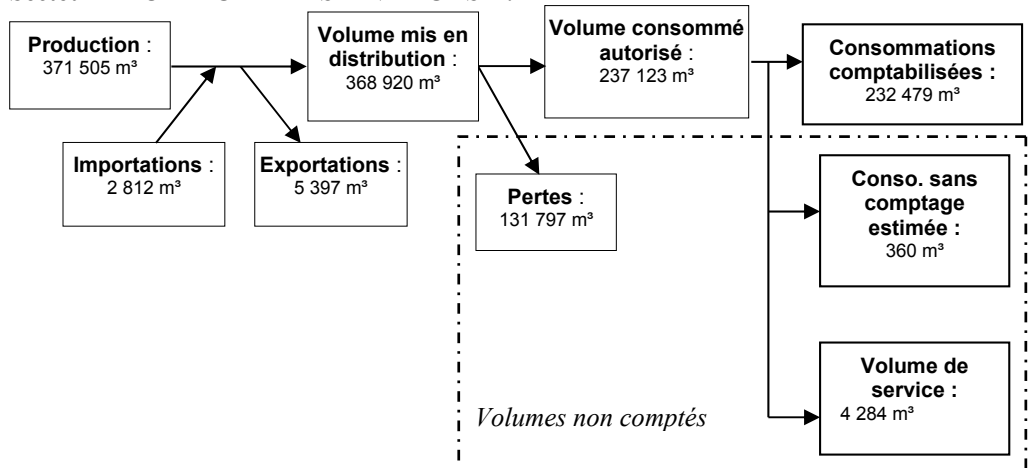 Production :
371 505 m³
Volume mis en
distribution :
368 920 m³
Volume consommé
autorisé :
237 123 m³
Consommations
comptabilisées :
232 479 m³
Importations :
2 812 m³
Exportations :
5 397 m³
Pertes :
131 797 m³
Conso. sans
comptage
estimée :
360 m³
Volume de
service :
4 284 m³
Volumes non comptés